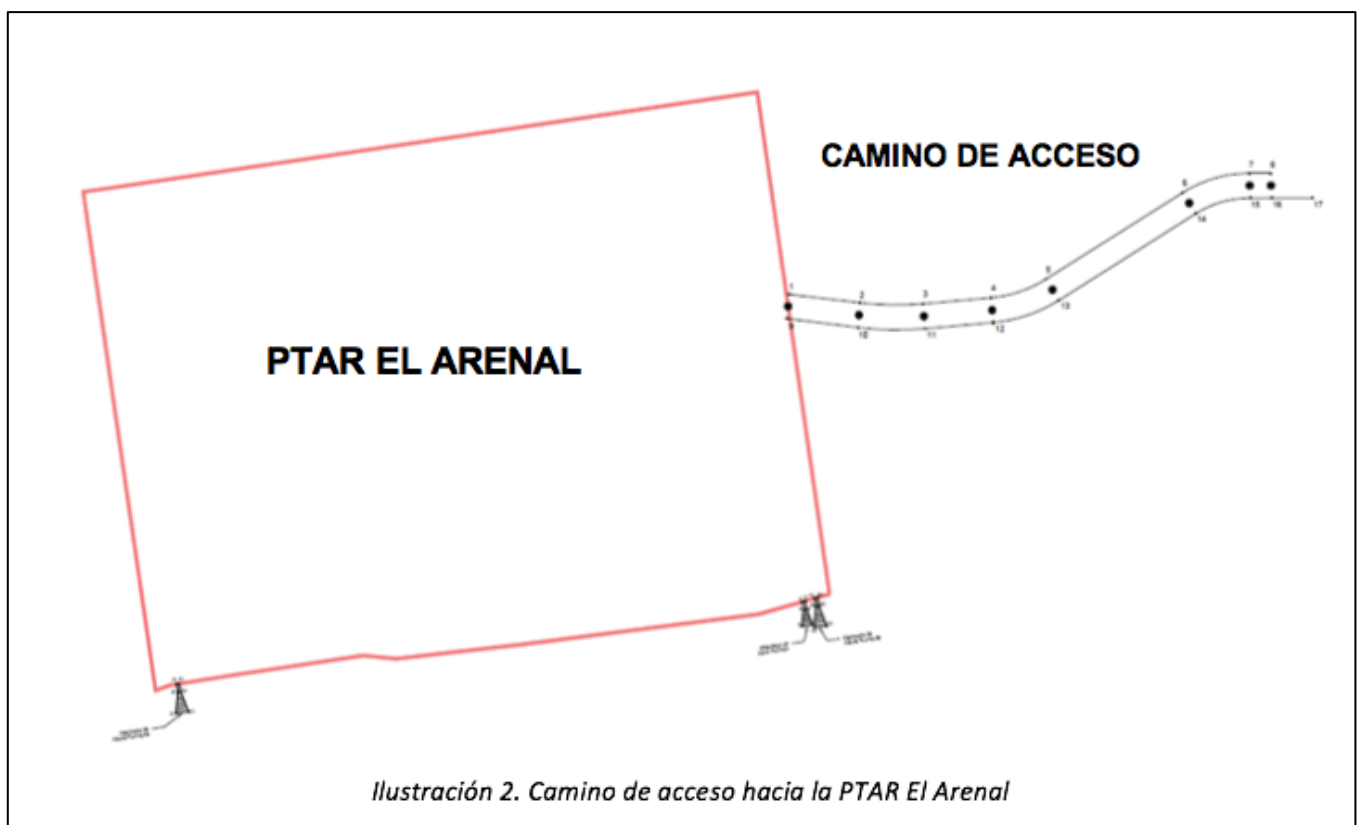 CAMINO DE ACCESO
7 8
6
14 15 16 17
5
1
2 3 4
13
9
10 11 12
PTAR EL ARENAL
Ilustración 2. Camino de acceso hacia la PTAR El Arenal